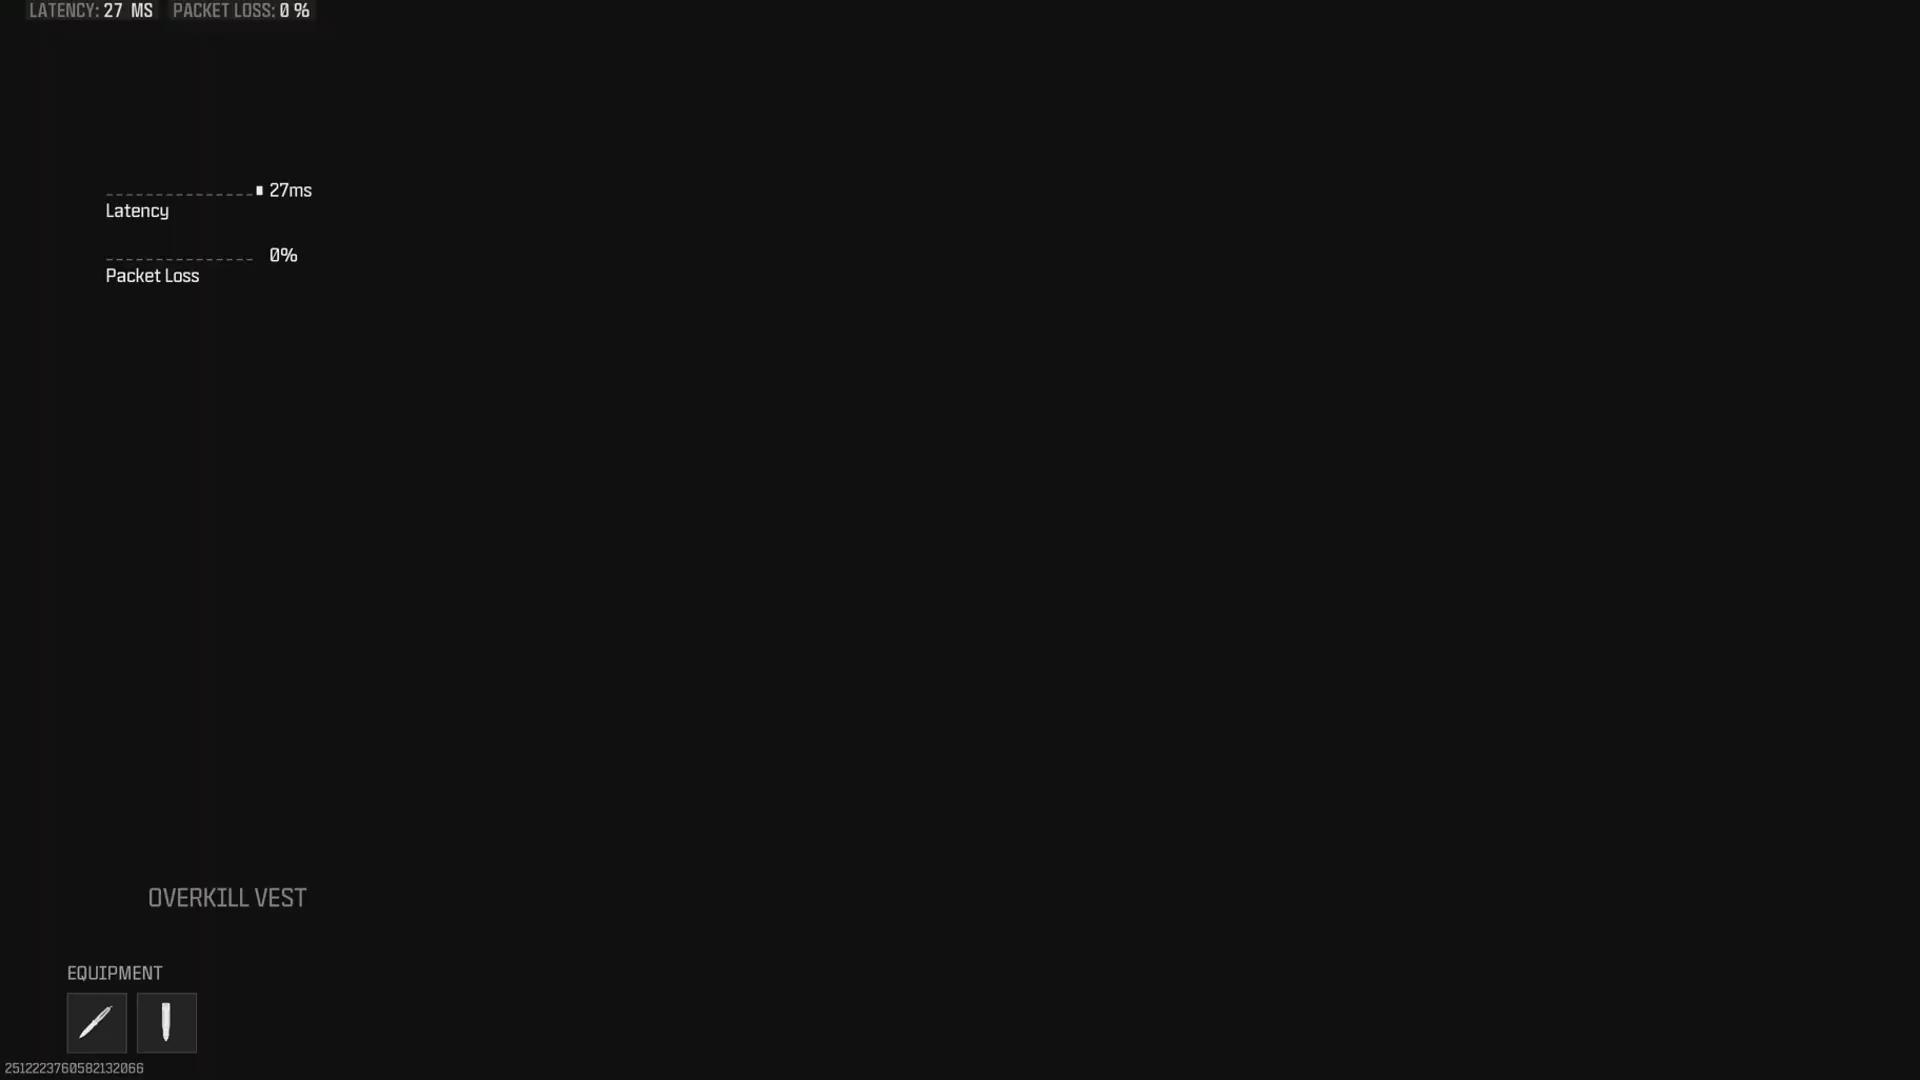 LATENCY: 27 MS PACKET LOSS: 0 %
27ms
Latency
0%
Packet Loss
OVERKILL VEST
EQUIPMENT
2512223760582132066